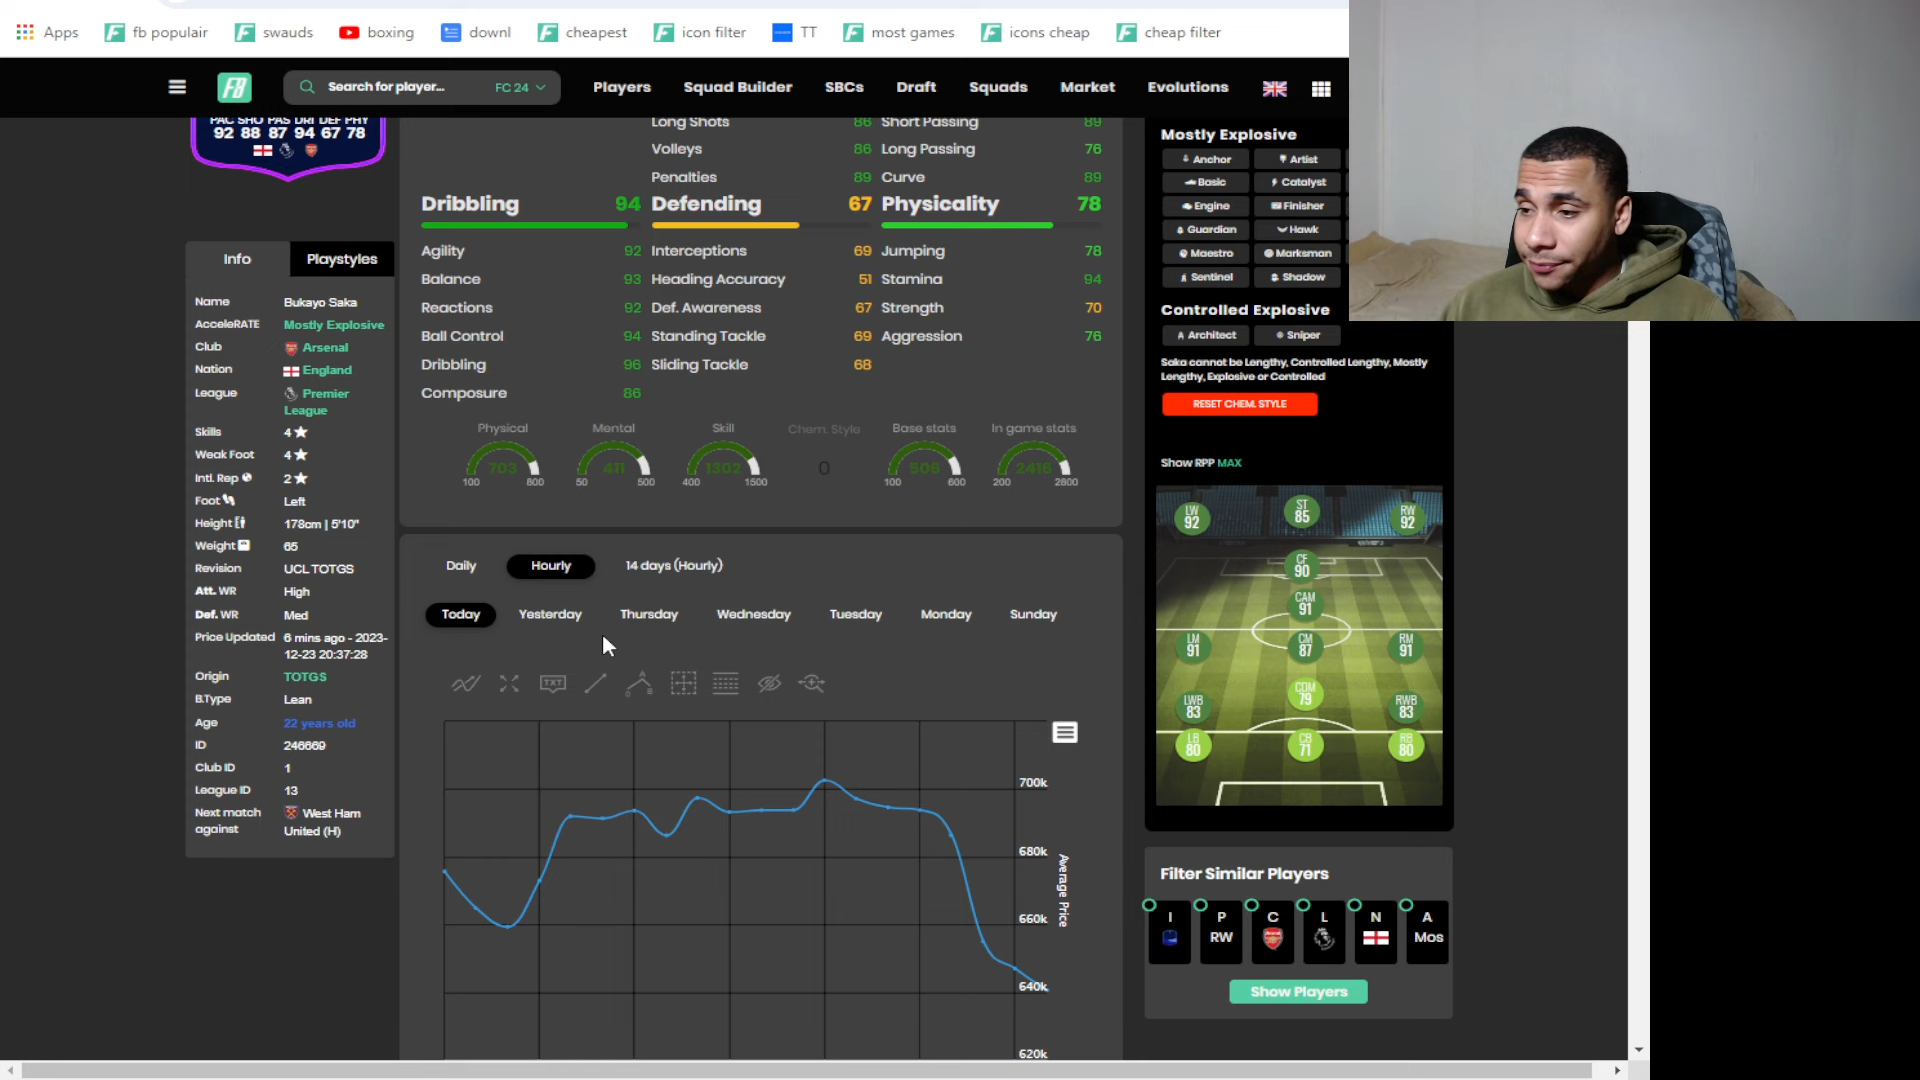 Apps fb populair swauds boxing downl cheapest icon filter TT most games icons cheap cheap filter
FB Search for player... FC 24 Players Squad Builder SBCs Draft Squads Market Evolutions
PAC SHO PAS DRI DEF PHY
92 88 87 94 67 78
Info Playstyles
Name Bukayo Saka
AcceleRATE Mostly Explosive
Club Arsenal
Nation England
League Premier
League
Skills 4
Weak Foot 4
Intl. Rep 2
Foot Left
Height 178cm | 5'10"
Weight 65
Revision UCL TOTGS
Att. WR High
Def. WR Med
Price Updated 6 mins ago - 2023-
12-23 20:37:28
Origin TOTGS
B.Type Lean
Age 22 years old
ID 246669
Club ID 1
League ID 13
Next match West Ham
against United (H)
Long Shots 86 Short Passing 89
Volleys 86 Long Passing 76
Penalties 89 Curve 89
Dribbling 94 Defending 67 Physicality 78
Agility 92 Interceptions 69 Jumping 78
Balance 93 Heading Accuracy 51 Stamina 94
Reactions 92 Def. Awareness 67 Strength 70
Ball Control 94 Standing Tackle 69 Aggression 76
Dribbling 96 Sliding Tackle 68
Composure 86
Physical Mental Skill Chem. Style Base stats In game stats
703 411 1302 0 506 2416
100 800 50 500 400 1500 100 600 200 2800
Daily Hourly 14 days (Hourly)
Today Yesterday Thursday Wednesday Tuesday Monday Sunday
TXT
700k
680k
660k
640k
620k
Average Price
Mostly Explosive
Anchor Artist
Basic Catalyst
Engine Finisher
Guardian Hawk
Maestro Marksman
Sentinel Shadow
Controlled Explosive
Architect Sniper
Saka cannot be Lengthy, Controlled Lengthy, Mostly
Lengthy, Explosive or Controlled
RESET CHEM. STYLE
Show RPP MAX
LW ST RW
92 85 92
CF
90
CAM
91
LM CM RM
91 87 91
CDM
79
LWB RWB
83 83
LB CB RB
80 71 80
Filter Similar Players
I P C L N A
RW Mos
Show Players